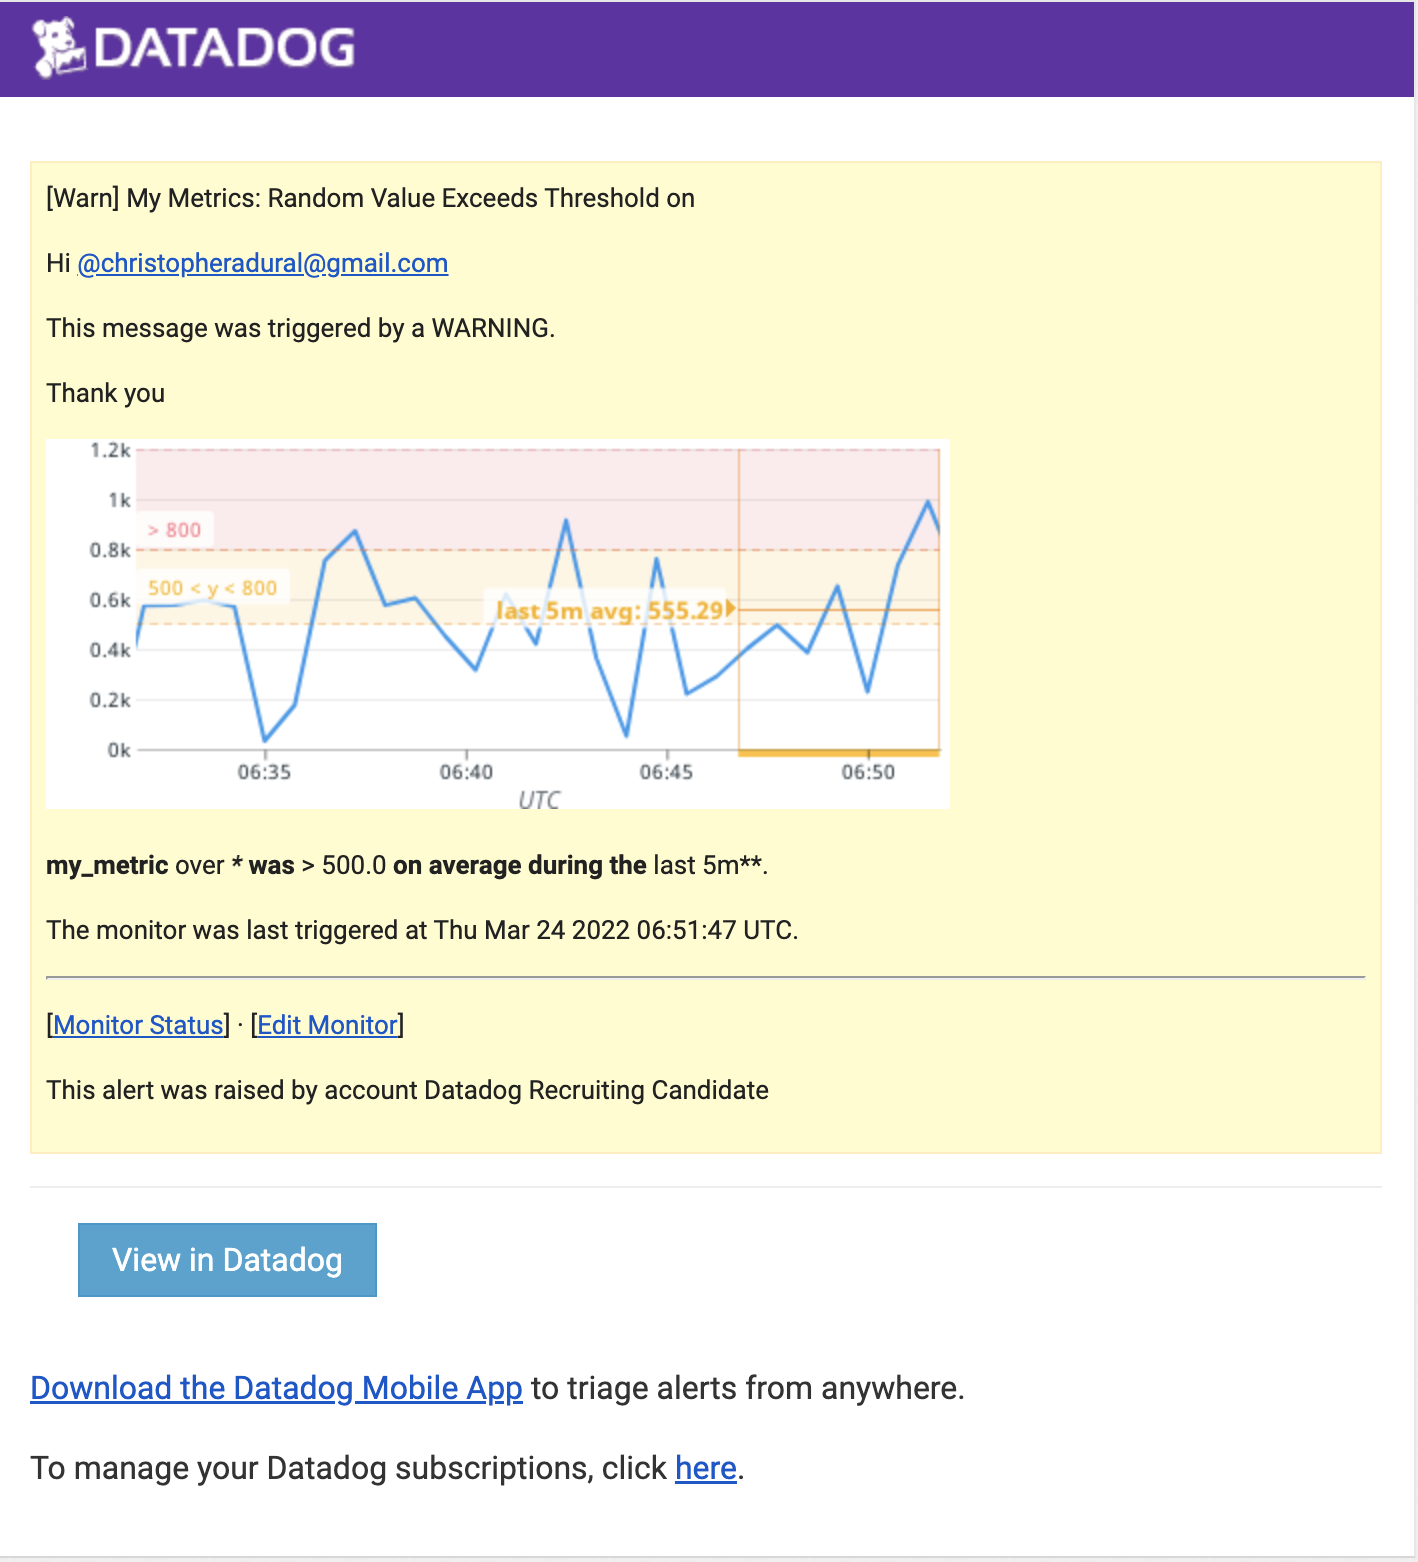 DATADOG
[Warn] My Metrics: Random Value Exceeds Threshold on
Hi @christopheradural@gmail.com
This message was triggered by a WARNING.
Thank you
1.2k
1k
> 800
0.8k
500 < y < 800
0.6k
last 5m avg: 555.29
0.4k
0.2k
0k
06:35 06:40 06:45 06:50
UTC
my_metric over * was > 500.0 on average during the last 5m**.
The monitor was last triggered at Thu Mar 24 2022 06:51:47 UTC.
[Monitor Status] · [Edit Monitor]
This alert was raised by account Datadog Recruiting Candidate
View in Datadog
Download the Datadog Mobile App to triage alerts from anywhere.
To manage your Datadog subscriptions, click here.